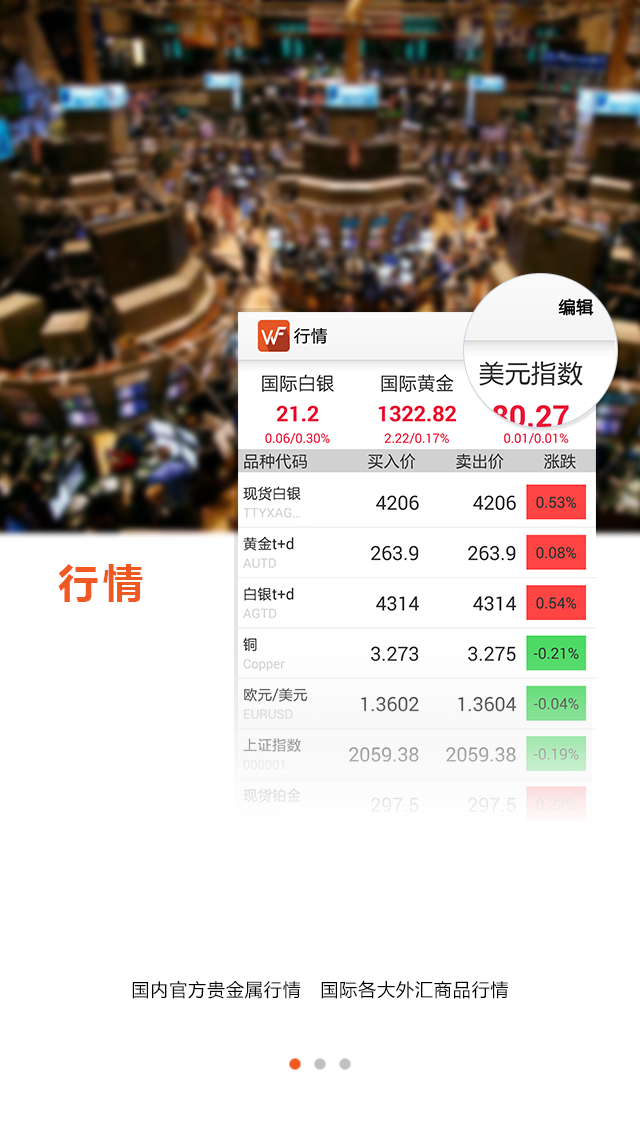 编辑
WF 行情
国际白银 国际黄金 美元指数
21.2 1322.82 80.27
0.06/0.30% 2.22/0.17% 0.01/0.01%
品种代码 买入价 卖出价 涨跌
现货白银 4206 4206 0.53%
TTYXAG...
黄金t+d 263.9 263.9 0.08%
AUTD
白银t+d 4314 4314 0.54%
AGTD
铜 3.273 3.275 -0.21%
Copper
欧元/美元 1.3602 1.3604 -0.04%
EURUSD
上证指数 2059.38 2059.38 -0.19%
000001
现货铂金 297.5 297.5 0.22%
行情
国内官方贵金属行情 国际各大外汇商品行情